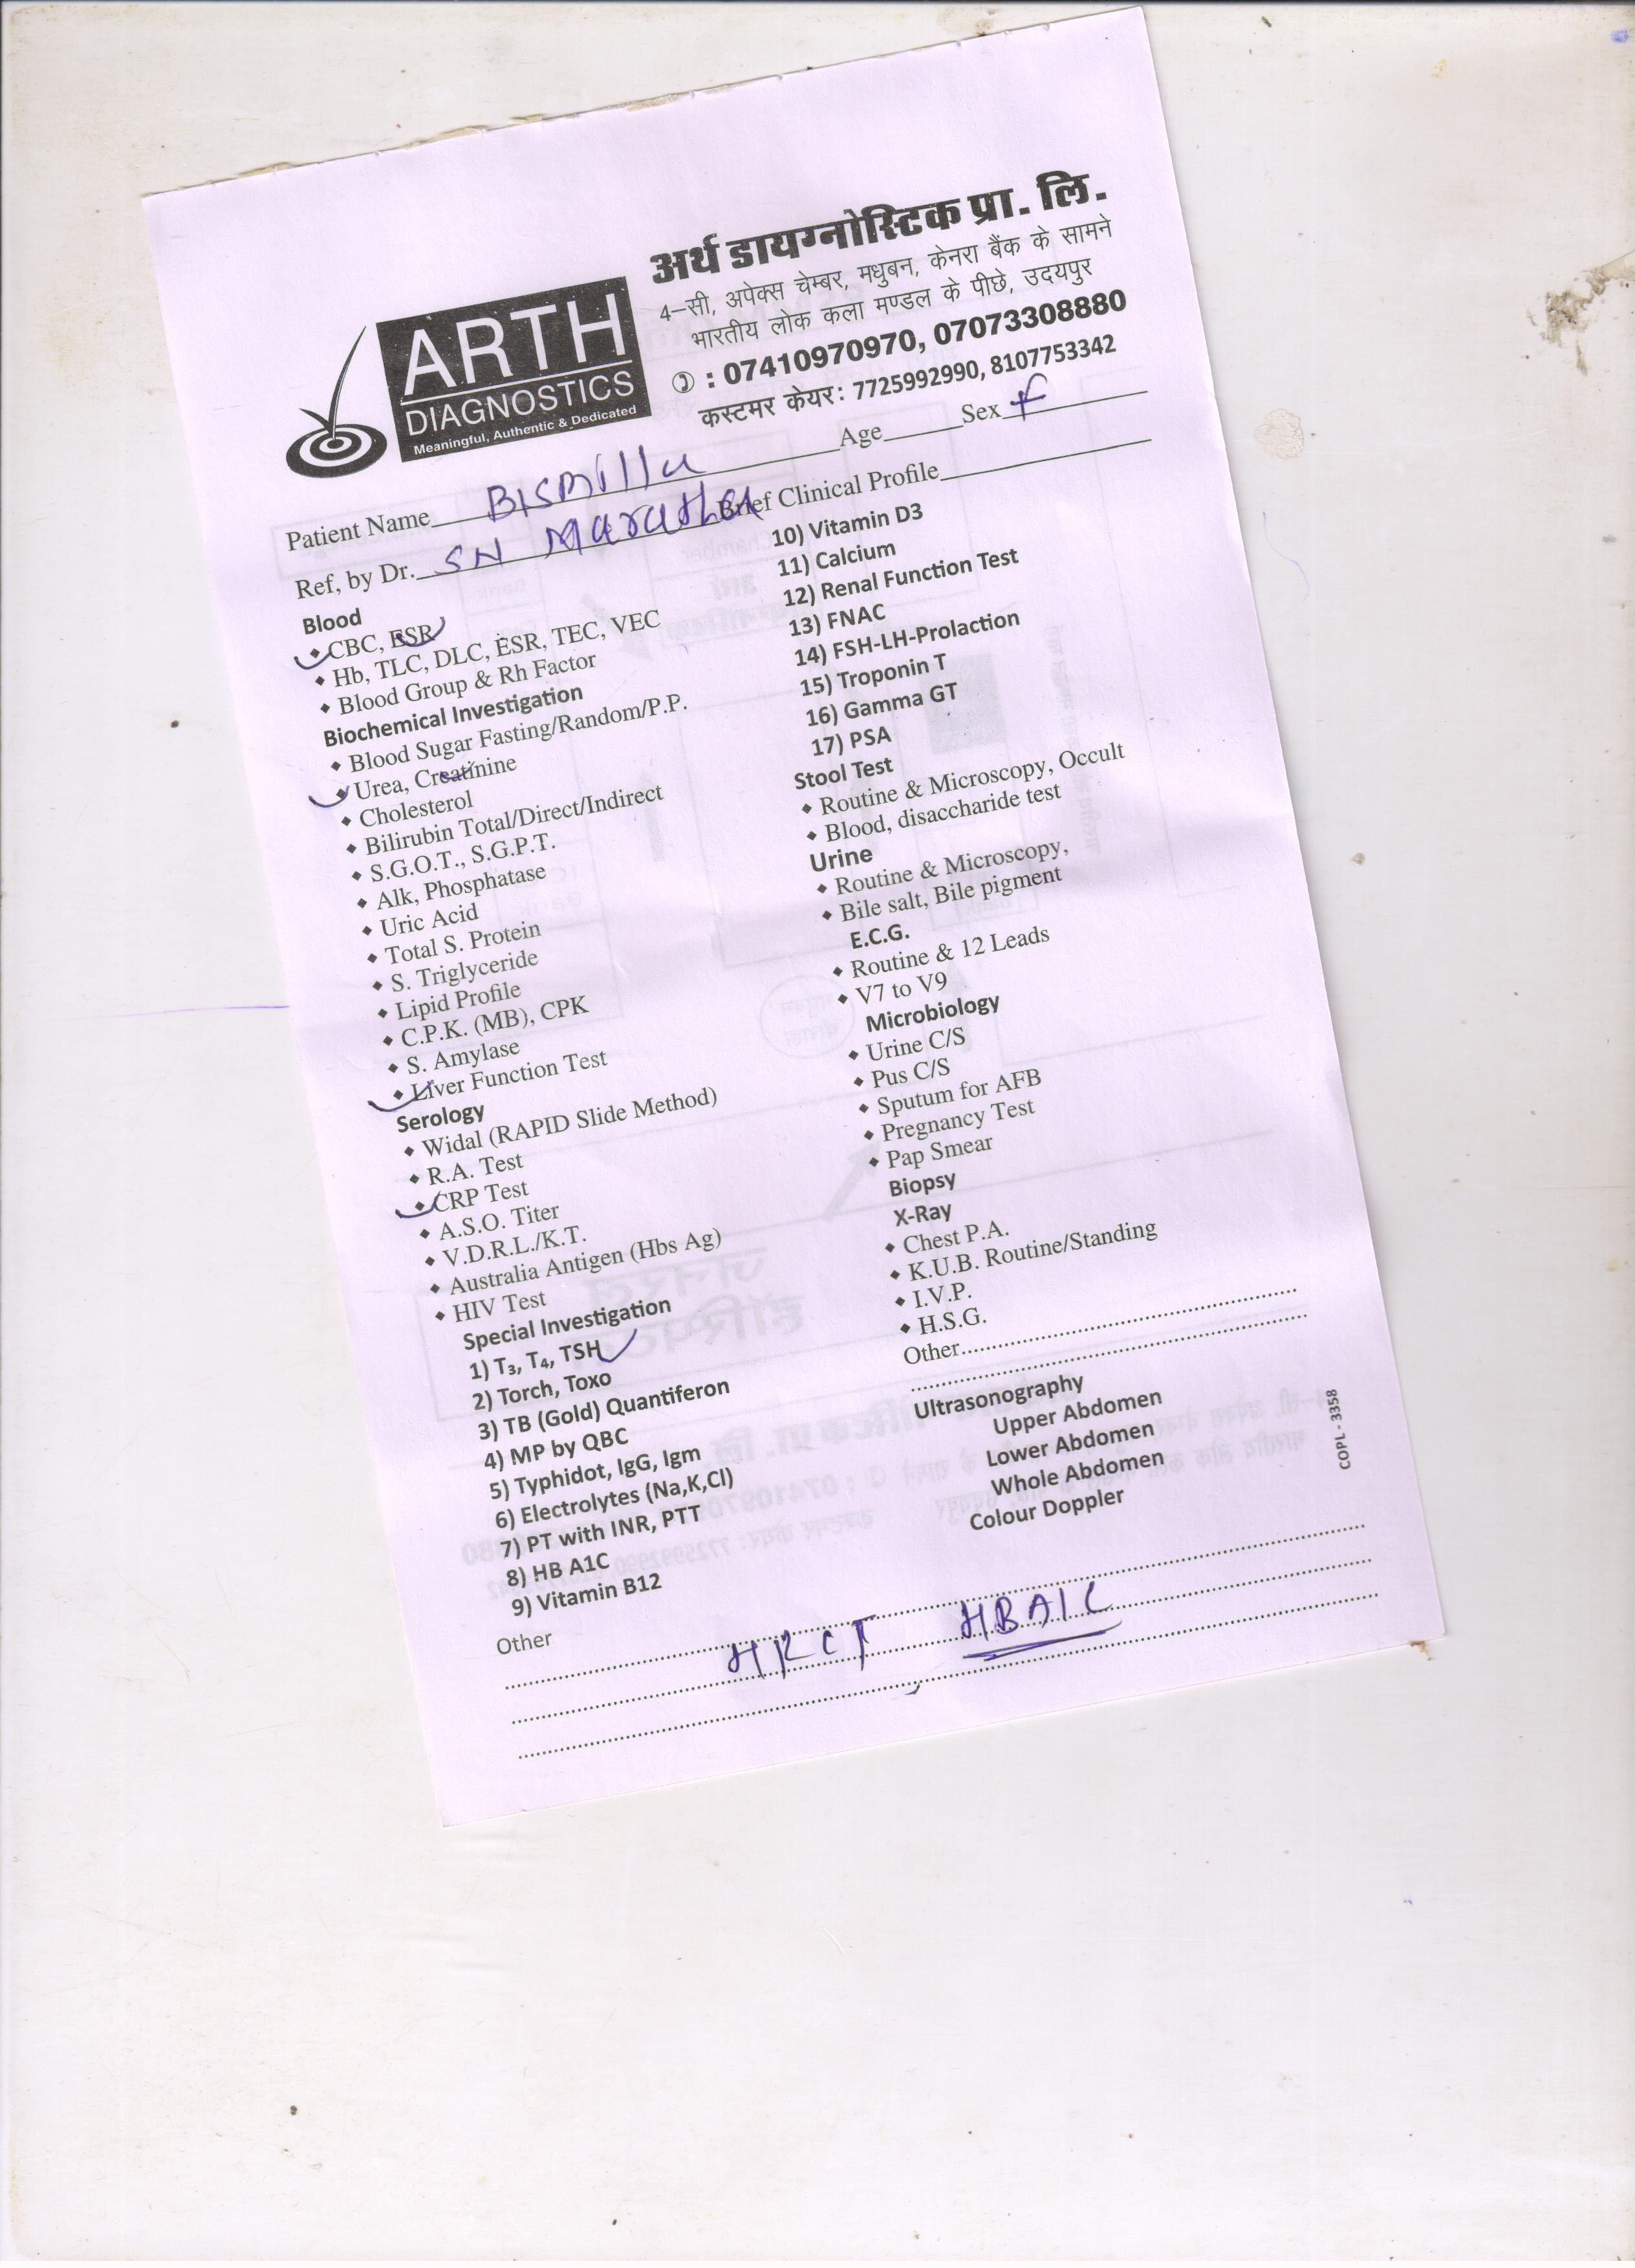 अर्थ डायग्नोस्टिक प्रा. लि.
4-सी, अपेक्स चेम्बर, मधुबन, केनरा बैंक के सामने
भारतीय लोक कला मण्डल के पीछे, उदयपुर
: 07410970970, 07073308880
कस्टमर केयर: 7725992990, 8107753342
ARTH
DIAGNOSTICS
Meaningful, Authentic & Dedicated
Patient Name Bismilla Age Sex F
Ref, by Dr. SN Maratha Brief Clinical Profile
Blood
CBC, ESR
Hb, TLC, DLC, ESR, TEC, VEC
Blood Group & Rh Factor
Biochemical Investigation
Blood Sugar Fasting/Random/P.P.
Urea, Creatinine
Cholesterol
Bilirubin Total/Direct/Indirect
S.G.O.T., S.G.P.T.
Alk, Phosphatase
Uric Acid
Total S. Protein
S. Triglyceride
Lipid Profile
C.P.K. (MB), CPK
S. Amylase
Liver Function Test
Serology
Widal (RAPID Slide Method)
R.A. Test
CRP Test
A.S.O. Titer
V.D.R.L./K.T.
Australia Antigen (Hbs Ag)
HIV Test
Special Investigation
1) T₃, T₄, TSH
2) Torch, Toxo
3) TB (Gold) Quantiferon
4) MP by QBC
5) Typhidot, IgG, Igm
6) Electrolytes (Na,K,Cl)
7) PT with INR, PTT
8) HB A1C
9) Vitamin B12
10) Vitamin D3
11) Calcium
12) Renal Function Test
13) FNAC
14) FSH-LH-Prolaction
15) Troponin T
16) Gamma GT
17) PSA
Stool Test
Routine & Microscopy, Occult
Blood, disaccharide test
Urine
Routine & Microscopy,
Bile salt, Bile pigment
E.C.G.
Routine & 12 Leads
V7 to V9
Microbiology
Urine C/S
Pus C/S
Sputum for AFB
Pregnancy Test
Pap Smear
Biopsy
X-Ray
Chest P.A.
K.U.B. Routine/Standing
I.V.P.
H.S.G.
Other
Ultrasonography
Upper Abdomen
Lower Abdomen
Whole Abdomen
Colour Doppler
COPL - 3358
Other
HRCT HBA1C